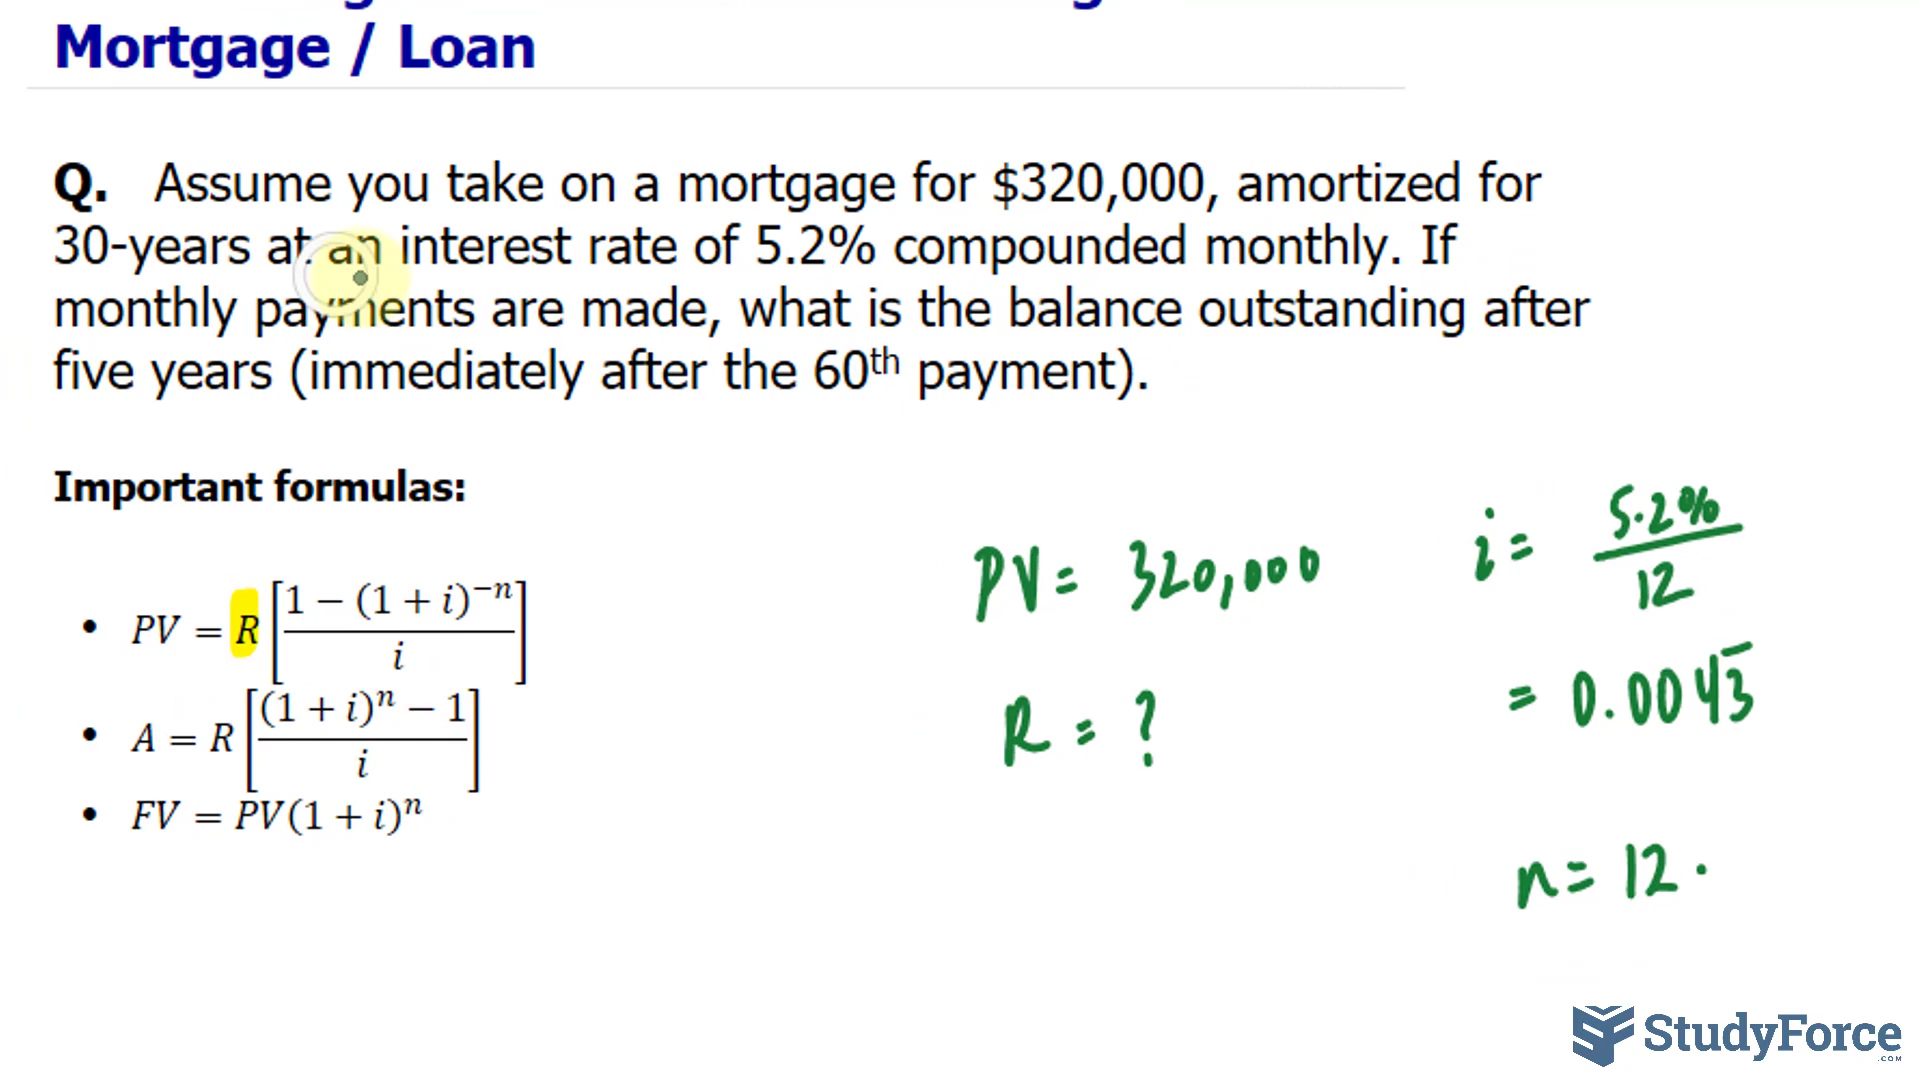 Mortgage / Loan
Q. Assume you take on a mortgage for $320,000, amortized for
30-years at an interest rate of 5.2% compounded monthly. If
monthly payments are made, what is the balance outstanding after
five years (immediately after the 60th payment).
Important formulas:
• PV = R [1 − (1 + i)⁻ⁿ / i]
• A = R [(1 + i)ⁿ − 1 / i]
• FV = PV(1 + i)ⁿ
PV = 320,000
R = ?
i = 5.2% / 12
= 0.0043̅
n = 12 ·
StudyForce
.COM